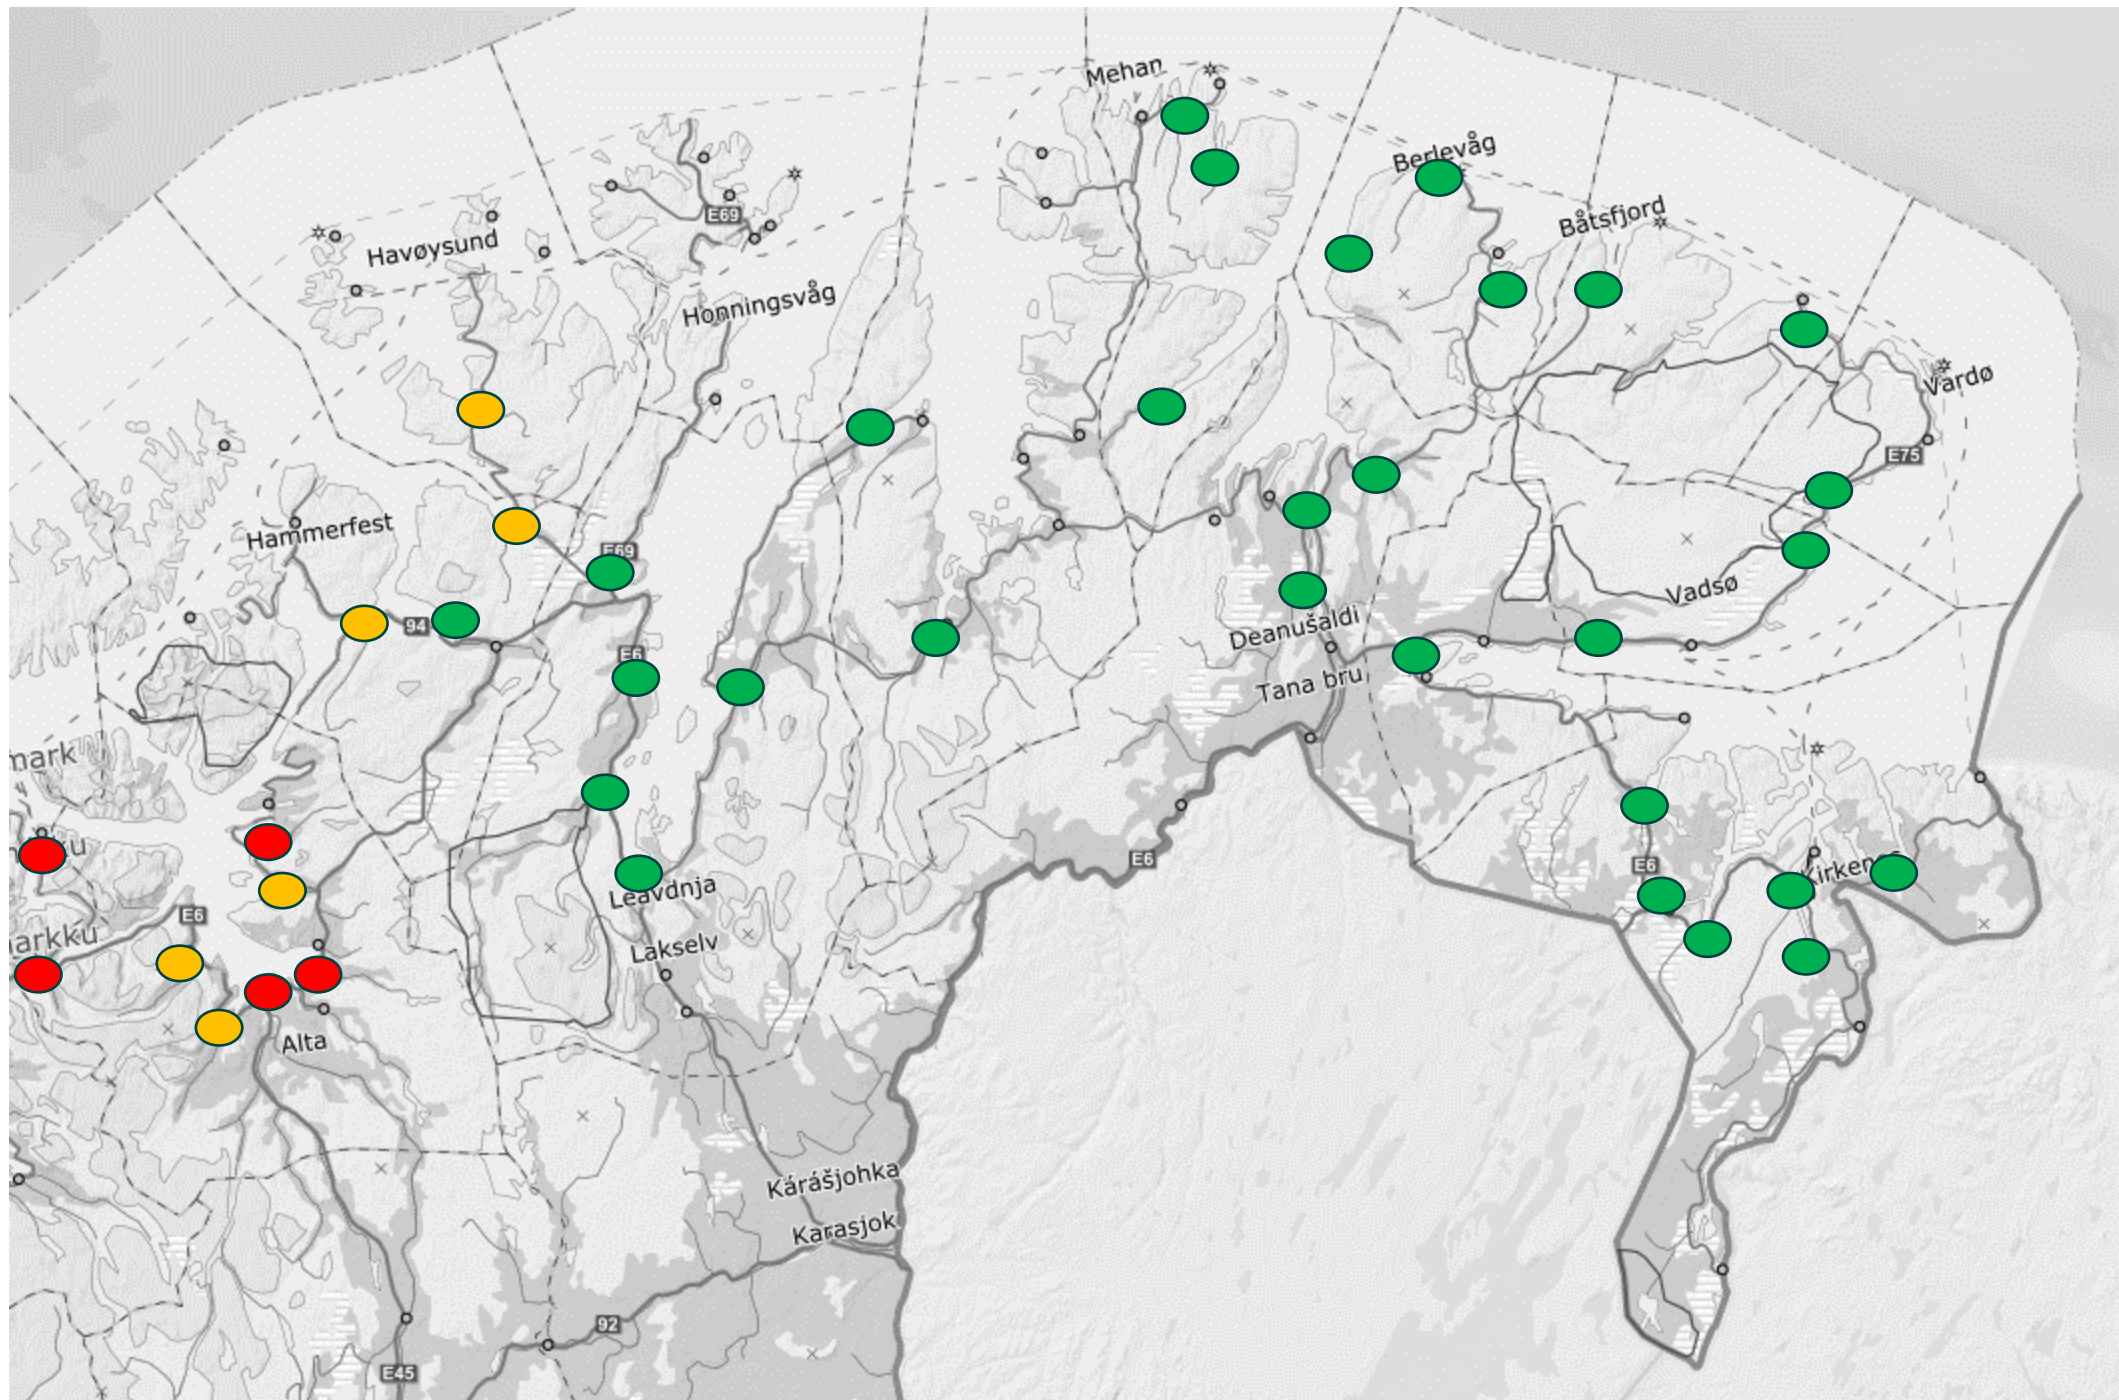 Mehan
Berlevåg
Båtsfjord
E69
Havøysund
Honningsvåg
Vardø
E75
Hammerfest
E69
Vadsø
94
Deanušaldi
E6
Tana bru
mark
E6
E6
Kirkenes
Leavdnja
E6
arkku
Lakselv
Alta
Kárášjohka
Karasjok
92
E45